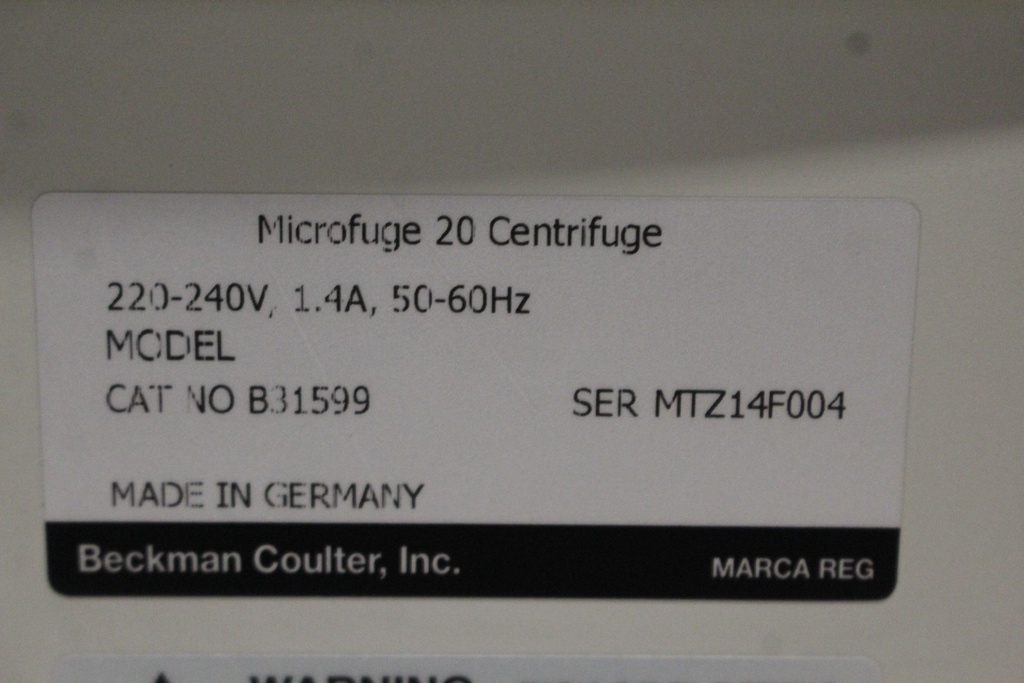 Microfuge 20 Centrifuge
220-240V, 1.4A, 50-60Hz
MODEL
CAT NO B31599 SER MTZ14F004
MADE IN GERMANY
Beckman Coulter, Inc. MARCA REG
WARNING